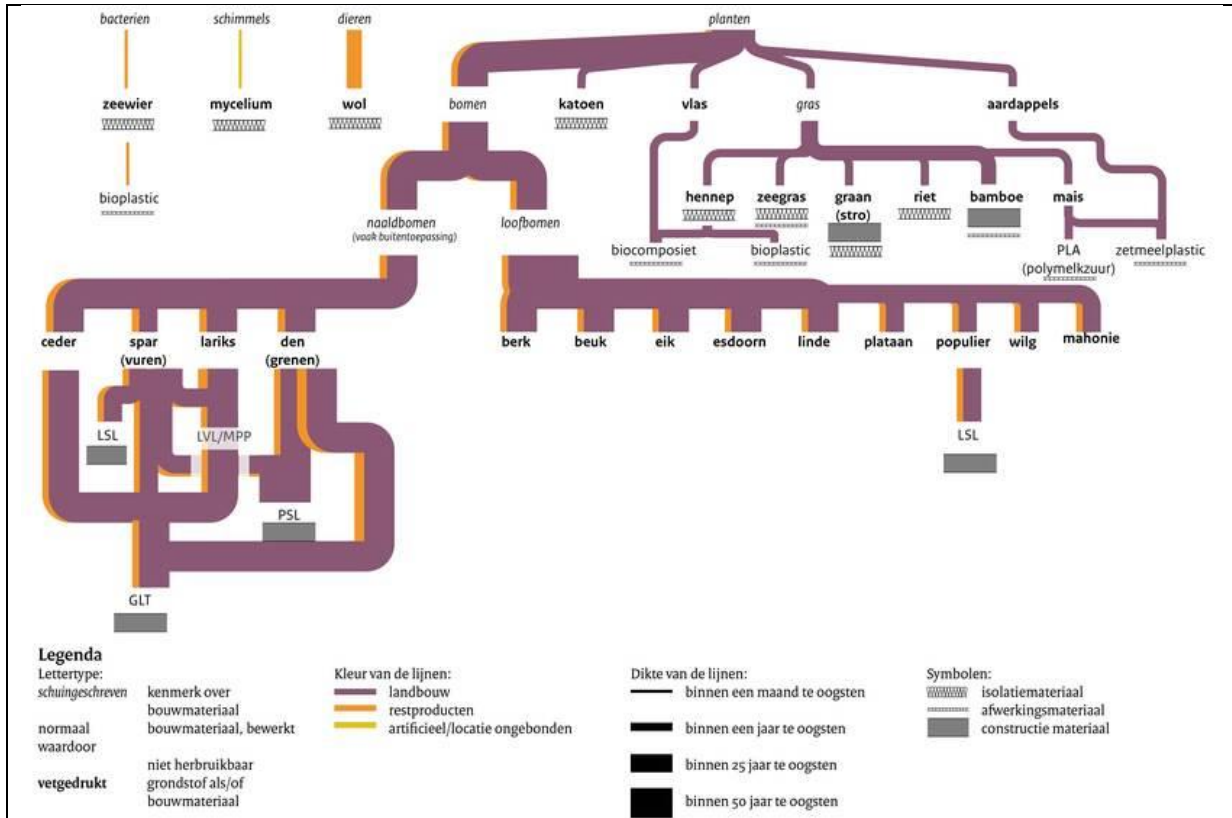 bacterien
schimmels
dieren
planten
zeewier
mycelium
wol
bomen
katoen
vlas
gras
aardappels
bioplastic
naaldbomen
(vaak buitentoepassing)
loofbomen
hennep
zeegras
graan
(stro)
riet
bamboe
mais
biocomposiet
bioplastic
PLA
(polymelkzuur)
zetmeelplastic
ceder
spar
(vuren)
lariks
den
(grenen)
berk
beuk
eik
esdoorn
linde
plataan
populier
wilg
mahonie
LSL
LVL/MPP
LSL
PSL
GLT
Legenda
Lettertype:
schuingeschreven kenmerk over
bouwmateriaal
normaal bouwmateriaal, bewerkt
waardoor
niet herbruikbaar
vetgedrukt grondstof als/of
bouwmateriaal
Kleur van de lijnen:
landbouw
restproducten
artificieel/locatie ongebonden
Dikte van de lijnen:
binnen een maand te oogsten
binnen een jaar te oogsten
binnen 25 jaar te oogsten
binnen 50 jaar te oogsten
Symbolen:
isolatiemateriaal
afwerkingsmateriaal
constructie materiaal